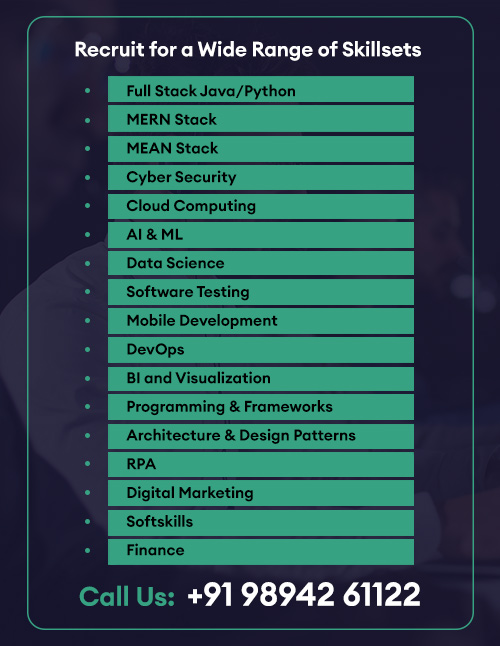 Recruit for a Wide Range of Skillsets
Full Stack Java/Python
MERN Stack
MEAN Stack
Cyber Security
Cloud Computing
AI & ML
Data Science
Software Testing
Mobile Development
DevOps
BI and Visualization
Programming & Frameworks
Architecture & Design Patterns
RPA
Digital Marketing
Softskills
Finance
Call Us: +91 98942 61122